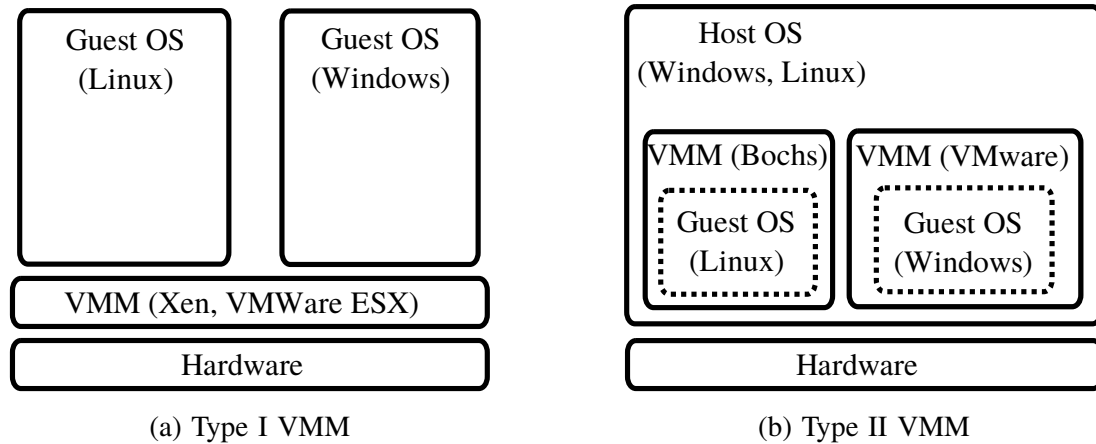 Guest OS
(Linux)
Guest OS
(Windows)
VMM (Xen, VMWare ESX)
Hardware
(a) Type I VMM
Host OS
(Windows, Linux)
VMM (Bochs)
Guest OS
(Linux)
VMM (VMware)
Guest OS
(Windows)
Hardware
(b) Type II VMM